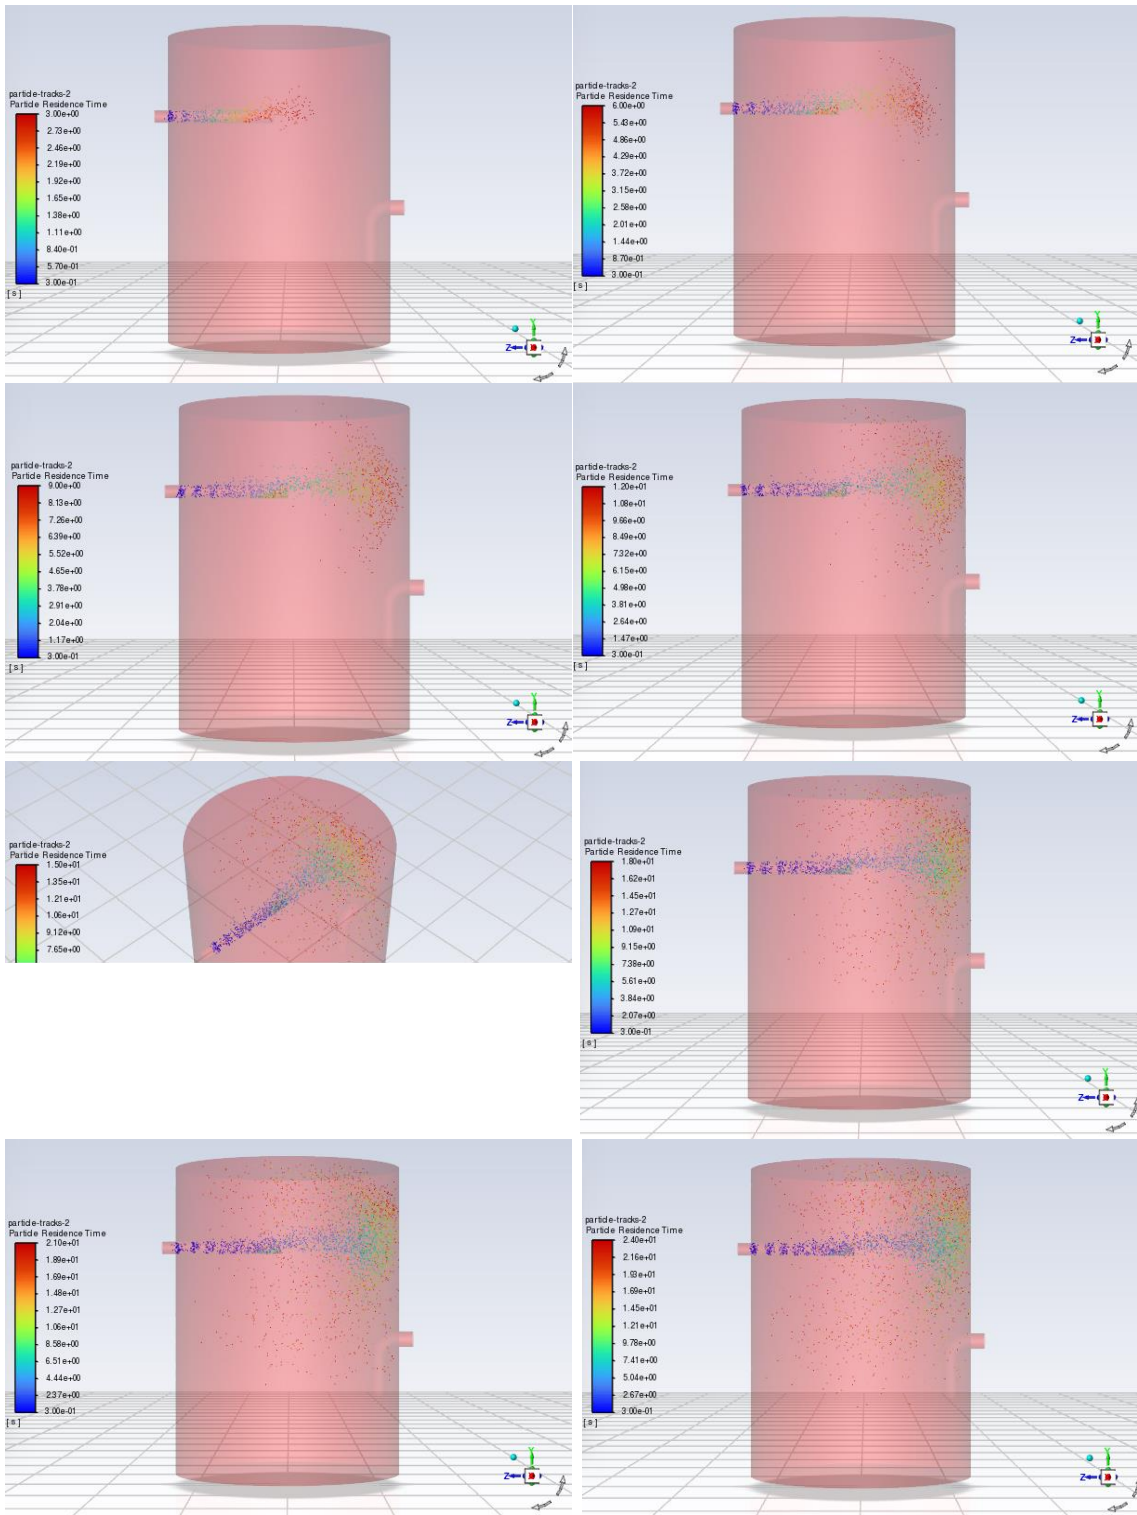 particle-tracks-2
Particle Residence Time
3.00e+00
2.73e+00
2.46e+00
2.19e+00
1.92e+00
1.65e+00
1.38e+00
1.11e+00
8.40e-01
5.70e-01
3.00e-01
[ s ]
Y
Z
particle-tracks-2
Particle Residence Time
6.00e+00
5.43e+00
4.86e+00
4.29e+00
3.72e+00
3.15e+00
2.58e+00
2.01e+00
1.44e+00
8.70e-01
3.00e-01
[ s ]
Y
Z
particle-tracks-2
Particle Residence Time
9.00e+00
8.13e+00
7.26e+00
6.39e+00
5.52e+00
4.65e+00
3.78e+00
2.91e+00
2.04e+00
1.17e+00
3.00e-01
[ s ]
Y
Z
particle-tracks-2
Particle Residence Time
1.20e+01
1.08e+01
9.66e+00
8.49e+00
7.32e+00
6.15e+00
4.98e+00
3.81e+00
2.64e+00
1.47e+00
3.00e-01
[ s ]
Y
Z
particle-tracks-2
Particle Residence Time
1.50e+01
1.35e+01
1.21e+01
1.06e+01
9.12e+00
7.65e+00
particle-tracks-2
Particle Residence Time
1.80e+01
1.62e+01
1.45e+01
1.27e+01
1.09e+01
9.15e+00
7.38e+00
5.61e+00
3.84e+00
2.07e+00
3.00e-01
[ s ]
Y
Z
particle-tracks-2
Particle Residence Time
2.10e+01
1.89e+01
1.69e+01
1.48e+01
1.27e+01
1.06e+01
8.58e+00
6.51e+00
4.44e+00
2.37e+00
3.00e-01
[ s ]
Y
Z
particle-tracks-2
Particle Residence Time
2.40e+01
2.16e+01
1.93e+01
1.69e+01
1.45e+01
1.21e+01
9.78e+00
7.41e+00
5.04e+00
2.67e+00
3.00e-01
[ s ]
Y
Z